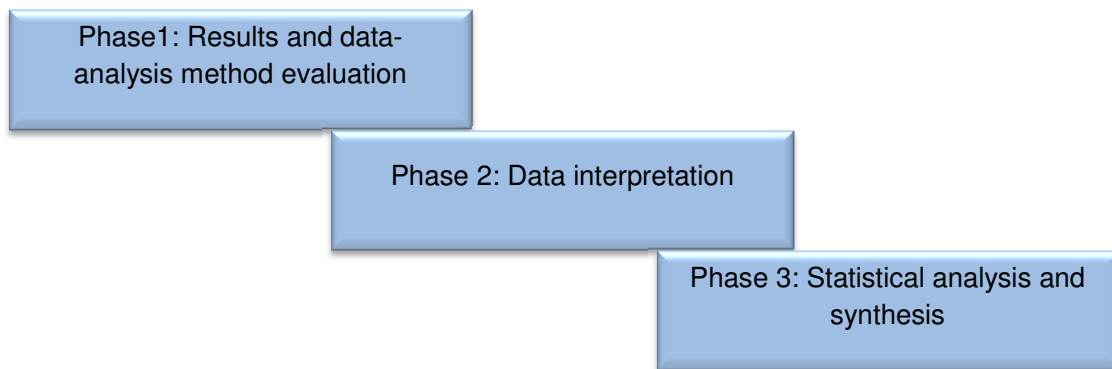 Phase1: Results and data-
analysis method evaluation
Phase 2: Data interpretation
Phase 3: Statistical analysis and
synthesis